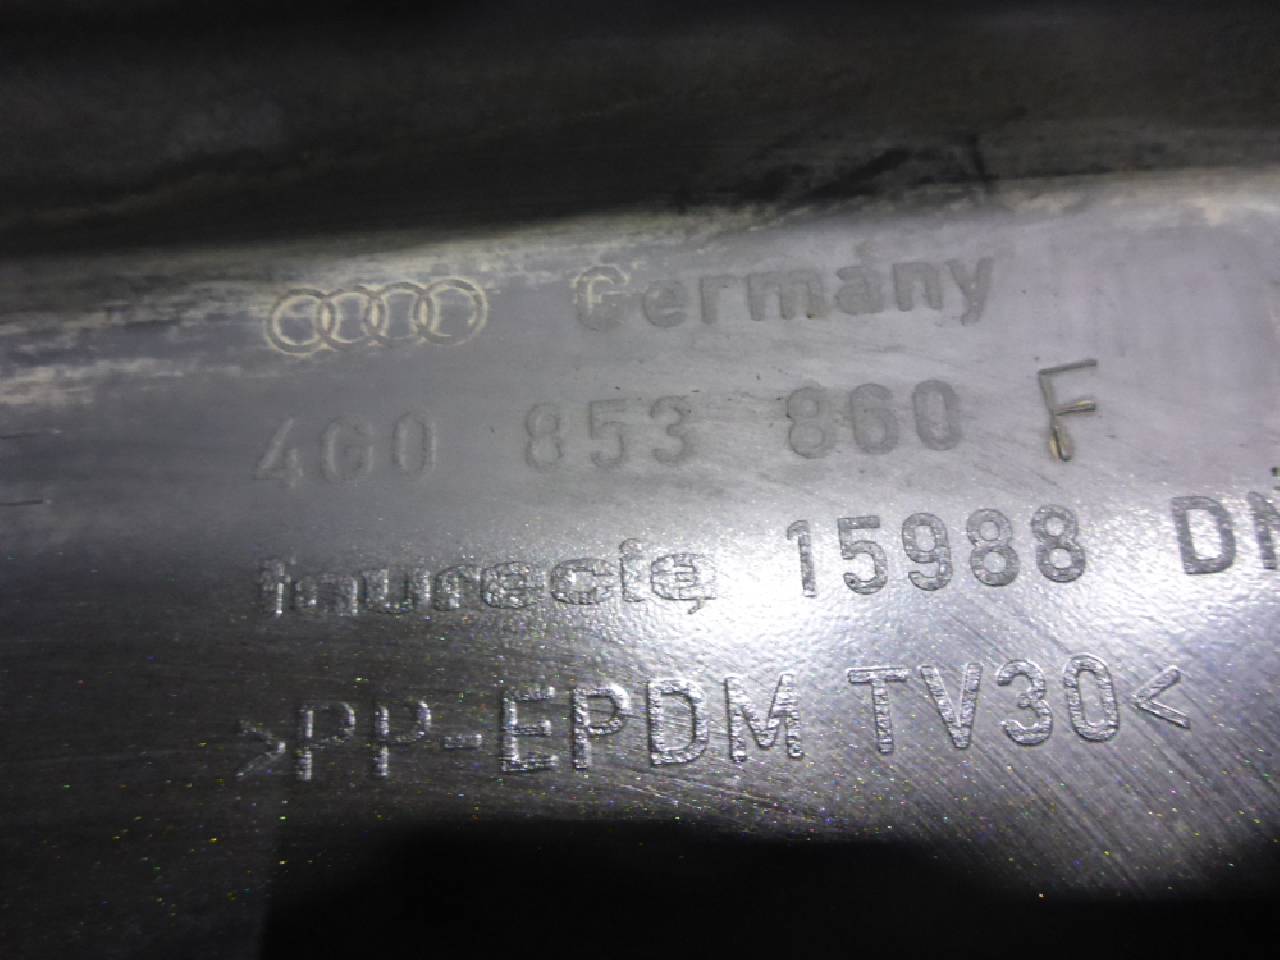 Germany
4G0 853 860 F
faurecia 15988
>PP-EPDM TV30<